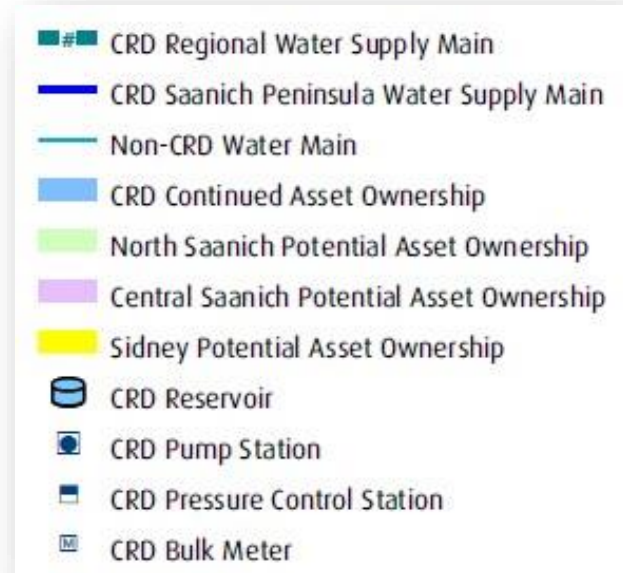 # CRD Regional Water Supply Main
CRD Saanich Peninsula Water Supply Main
Non-CRD Water Main
CRD Continued Asset Ownership
North Saanich Potential Asset Ownership
Central Saanich Potential Asset Ownership
Sidney Potential Asset Ownership
CRD Reservoir
CRD Pump Station
CRD Pressure Control Station
M CRD Bulk Meter